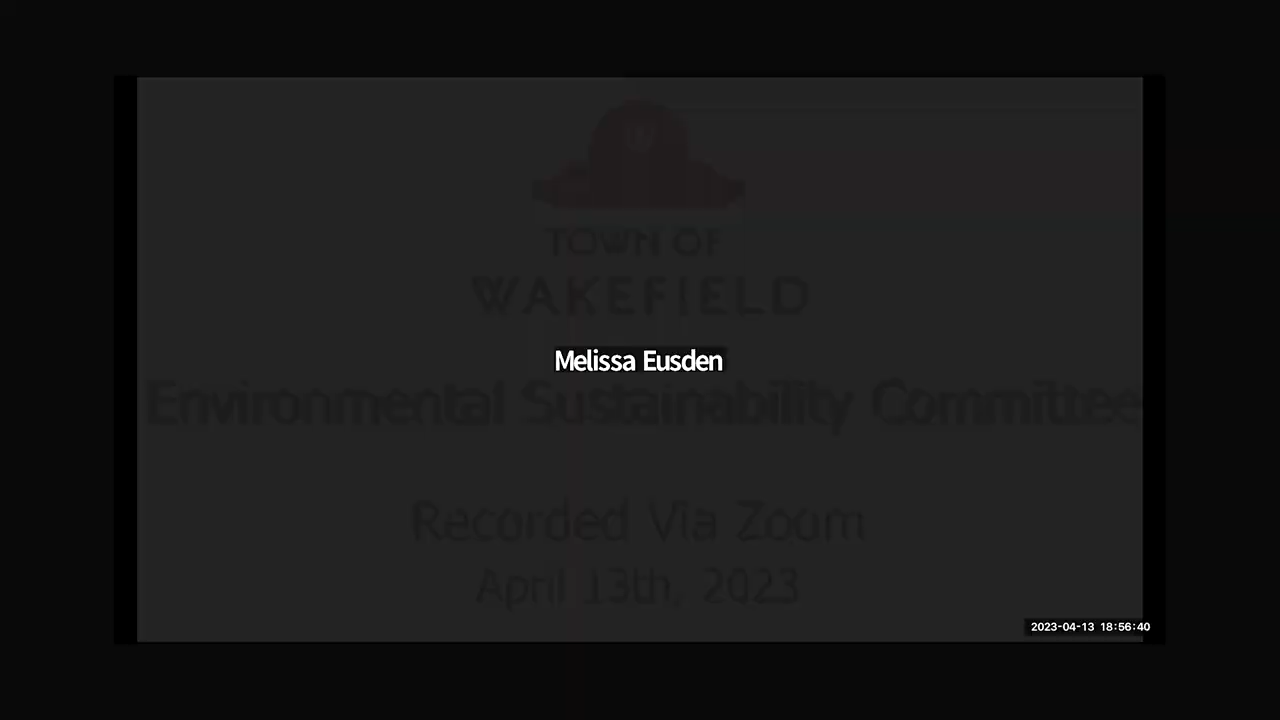 TOWN OF
WAKEFIELD
Melissa Eusden
Environmental Sustainability Committee
Recorded Via Zoom
April 13th, 2023
2023-04-13 18:56:40